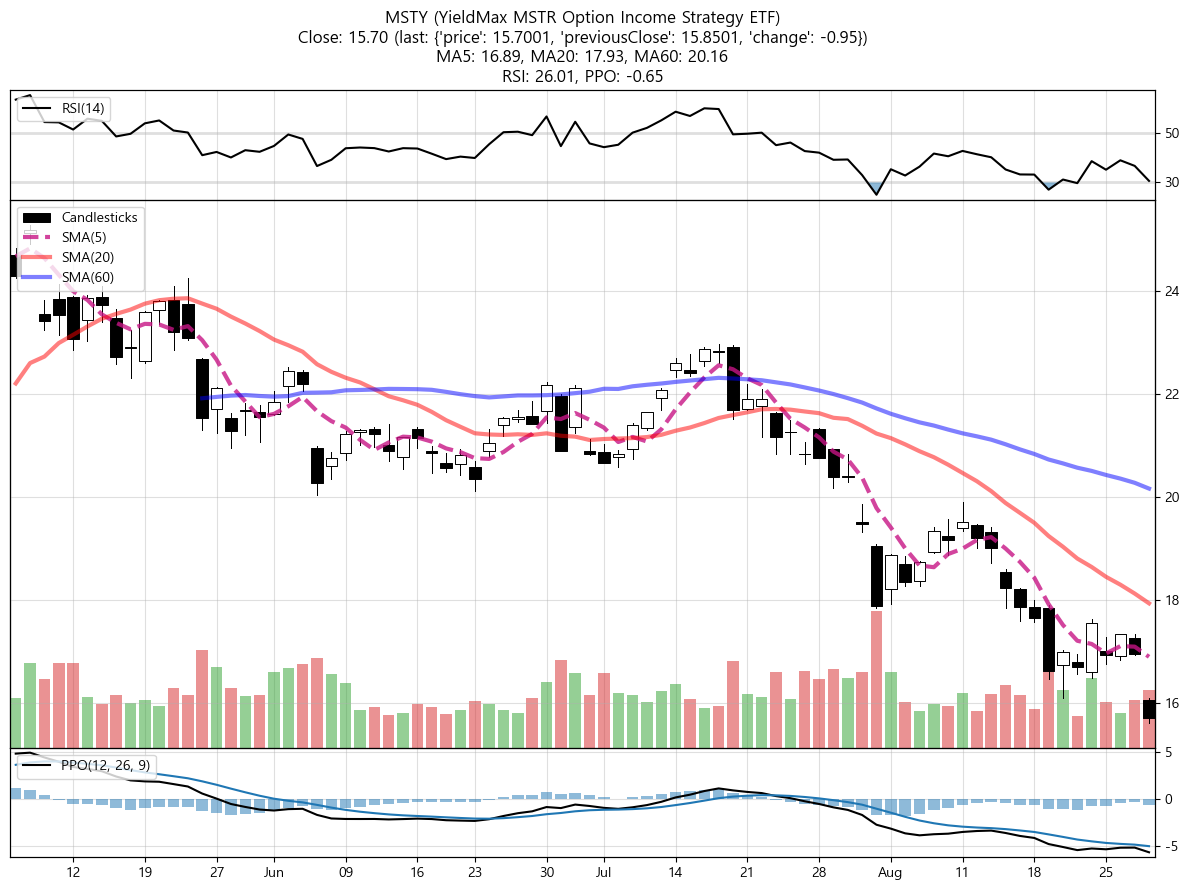 MSTY (YieldMax MSTR Option Income Strategy ETF)
Close: 15.70 (last: {'price': 15.7001, 'previousClose': 15.8501, 'change': -0.95})
MA5: 16.89, MA20: 17.93, MA60: 20.16
RSI: 26.01, PPO: -0.65
RSI(14)
50
30
Candlesticks
SMA(5)
SMA(20)
SMA(60)
24
22
20
18
16
PPO(12, 26, 9)
5
0
-5
12 19 27 Jun 09 16 23 30 Jul 14 21 28 Aug 11 18 25